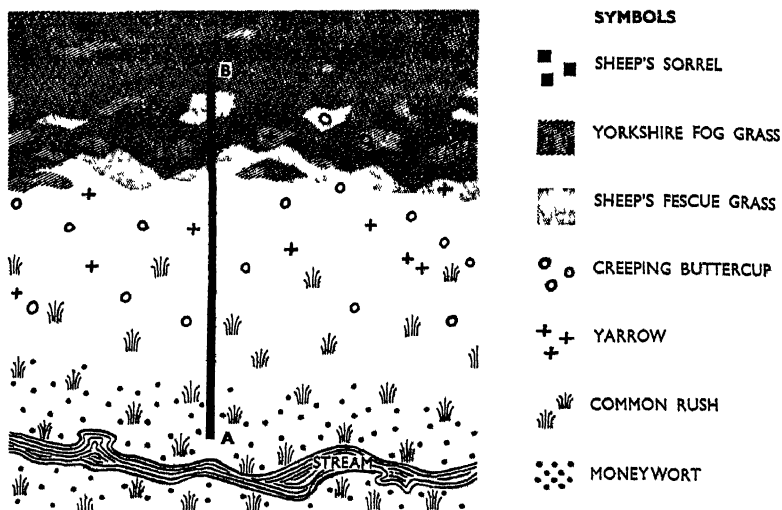 SYMBOLS
SHEEP'S SORREL
B
YORKSHIRE FOG GRASS
SHEEP'S FESCUE GRASS
CREEPING BUTTERCUP
YARROW
COMMON RUSH
A
STREAM
MONEYWORT